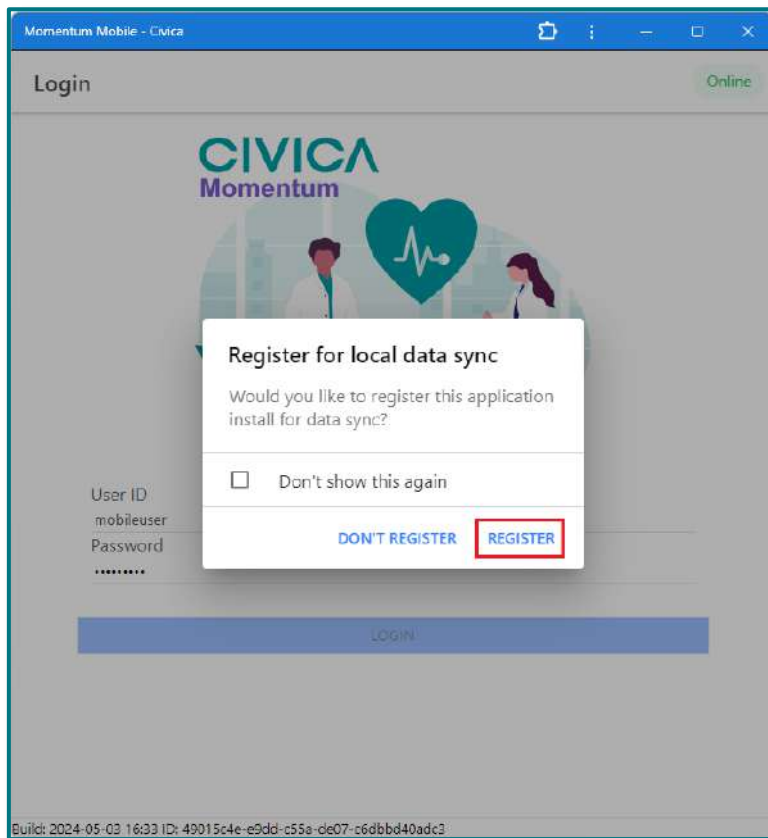 Momentum Mobile - Civica
Login
Online
CIVICA
Momentum
Register for local data sync
Would you like to register this application
install for data sync?
Don't show this again
DON'T REGISTER REGISTER
User ID
mobileuser
Password
•••••••••
LOGIN
Build: 2024-05-03 16:33 ID: 49015c4e-e9dd-c55a-de07-c6dbbd40adc3